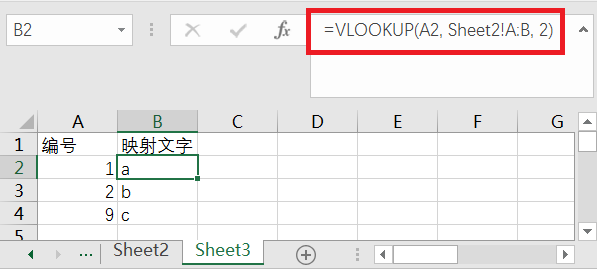 B2 fx =VLOOKUP(A2, Sheet2!A:B, 2)
A B C D E F G
1 编号 映射文字
2 1 a
3 2 b
4 9 c
5
... Sheet2 Sheet3